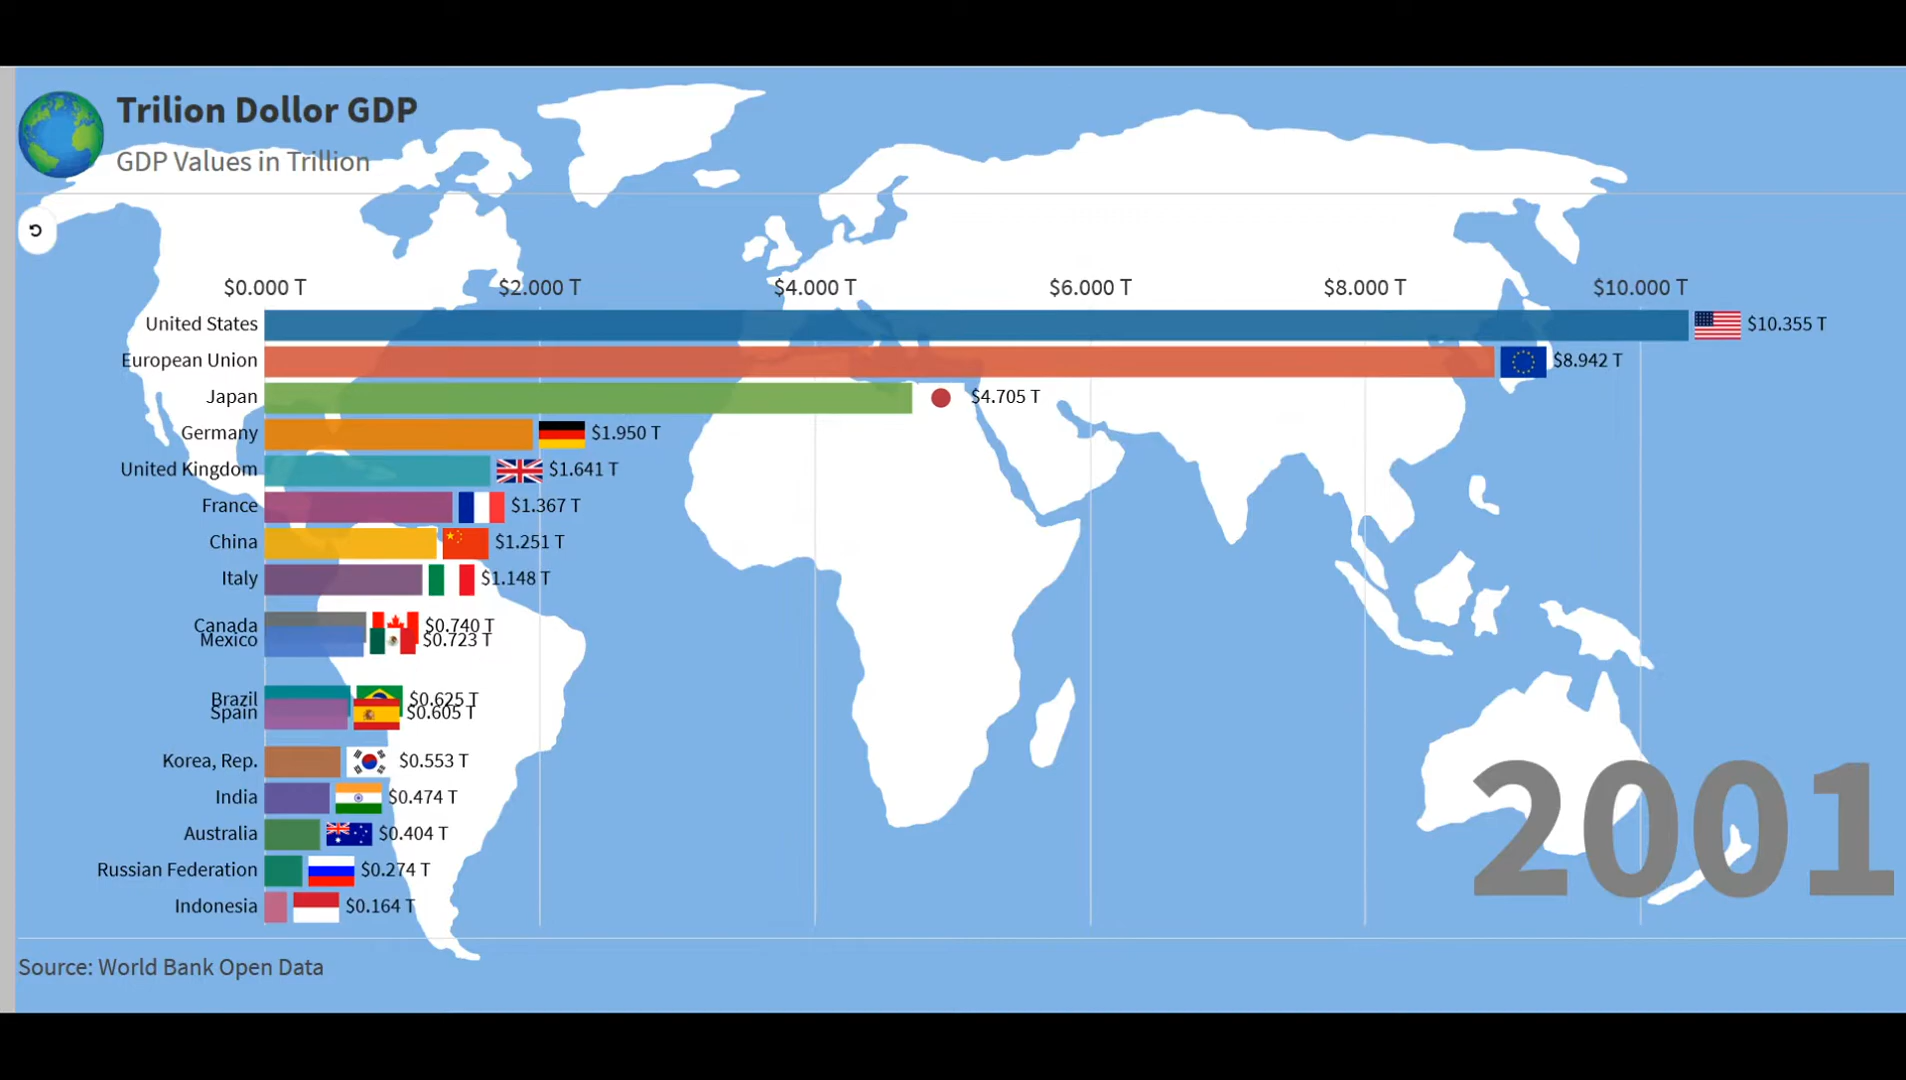 Trilion Dollor GDP
GDP Values in Trillion
$0.000 T $2.000 T $4.000 T $6.000 T $8.000 T $10.000 T
United States $10.355 T
European Union $8.942 T
Japan $4.705 T
Germany $1.950 T
United Kingdom $1.641 T
France $1.367 T
China $1.251 T
Italy $1.148 T
Canada $0.740 T
Mexico $0.723 T
Brazil $0.625 T
Spain $0.605 T
Korea, Rep. $0.553 T
India $0.474 T
Australia $0.404 T
Russian Federation $0.274 T
Indonesia $0.164 T
2001
Source: World Bank Open Data